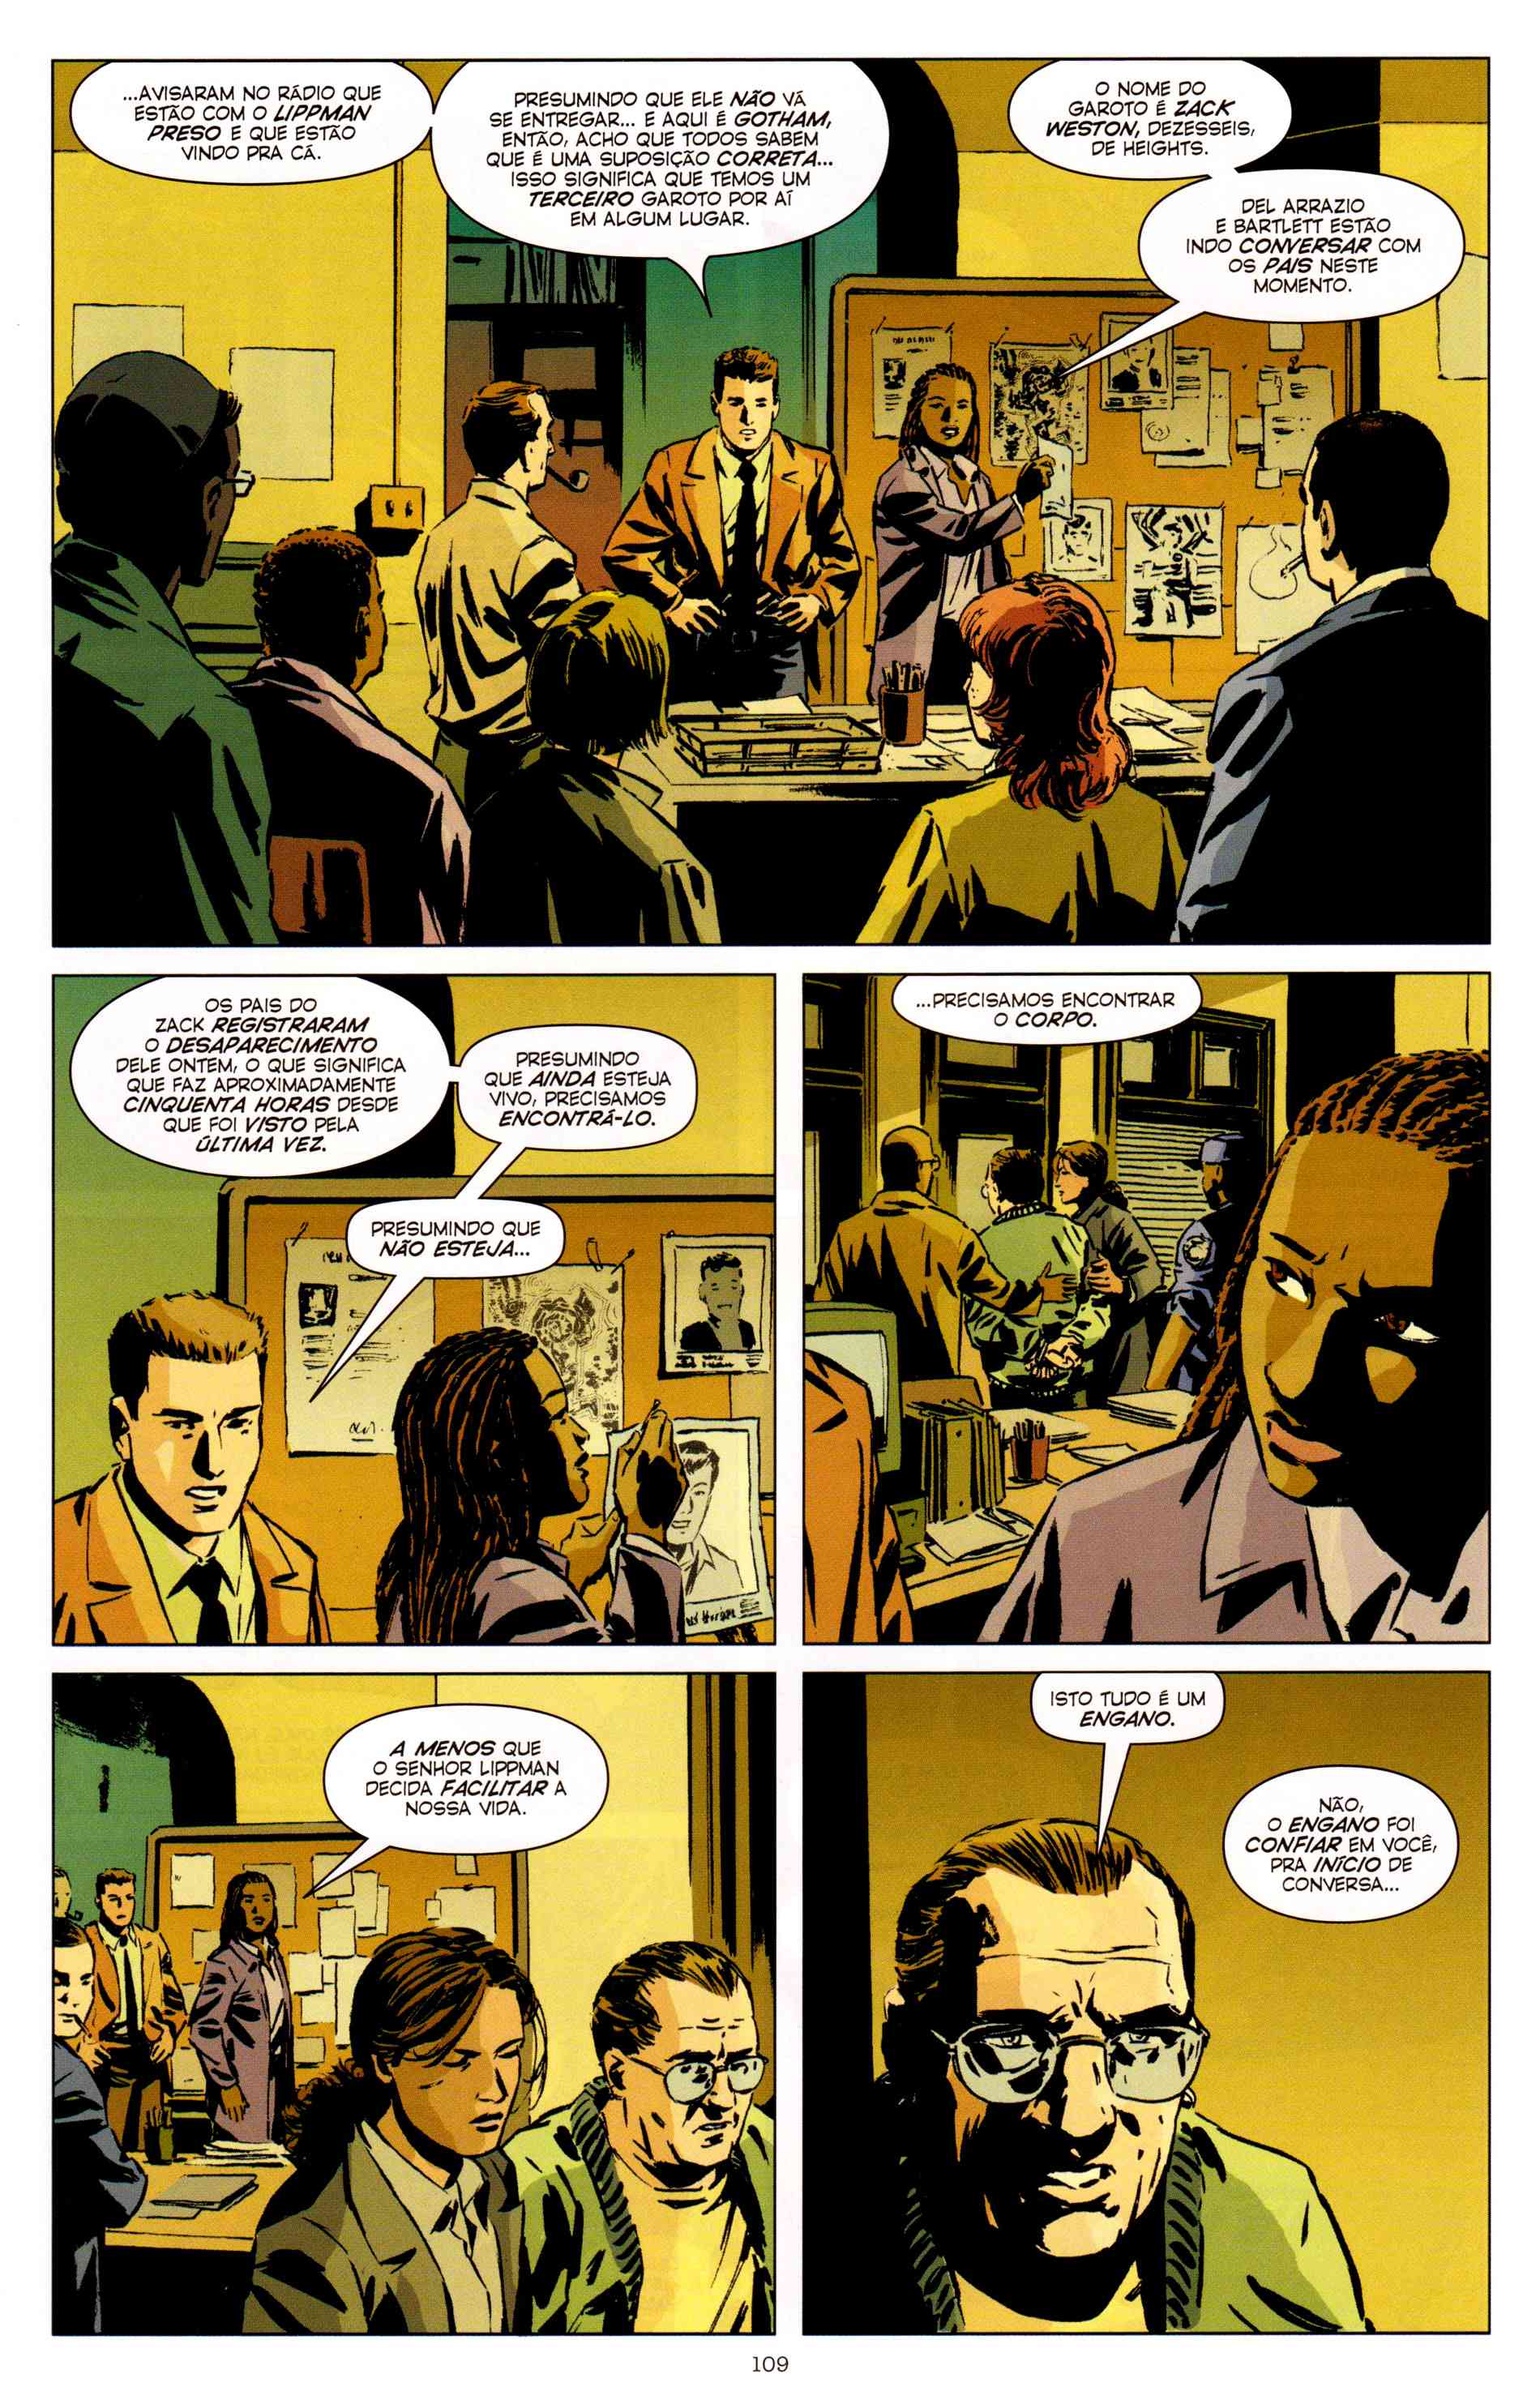 ...AVISARAM NO RÁDIO QUE
ESTÃO COM O LIPPMAN
PRESO E QUE ESTÃO
VINDO PRA CÁ.
PRESUMINDO QUE ELE NÃO VÁ
SE ENTREGAR... E AQUI É GOTHAM,
ENTÃO, ACHO QUE TODOS SABEM
QUE É UMA SUPOSIÇÃO CORRETA...
ISSO SIGNIFICA QUE TEMOS UM
TERCEIRO GAROTO POR AÍ
EM ALGUM LUGAR.
O NOME DO
GAROTO É ZACK
WESTON, DEZESSEIS,
DE HEIGHTS.
DEL ARRAZIO
E BARTLETT ESTÃO
INDO CONVERSAR COM
OS PAIS NESTE
MOMENTO.
OS PAIS DO
ZACK REGISTRARAM
O DESAPARECIMENTO
DELE ONTEM, O QUE SIGNIFICA
QUE FAZ APROXIMADAMENTE
CINQUENTA HORAS DESDE
QUE FOI VISTO PELA
ÚLTIMA VEZ.
PRESUMINDO
QUE AINDA ESTEJA
VIVO, PRECISAMOS
ENCONTRÁ-LO.
PRESUMINDO QUE
NÃO ESTEJA...
...PRECISAMOS ENCONTRAR
O CORPO.
A MENOS QUE
O SENHOR LIPPMAN
DECIDA FACILITAR A
NOSSA VIDA.
ISTO TUDO É UM
ENGANO.
NÃO,
O ENGANO FOI
CONFIAR EM VOCÊ,
PRA INÍCIO DE
CONVERSA...
109